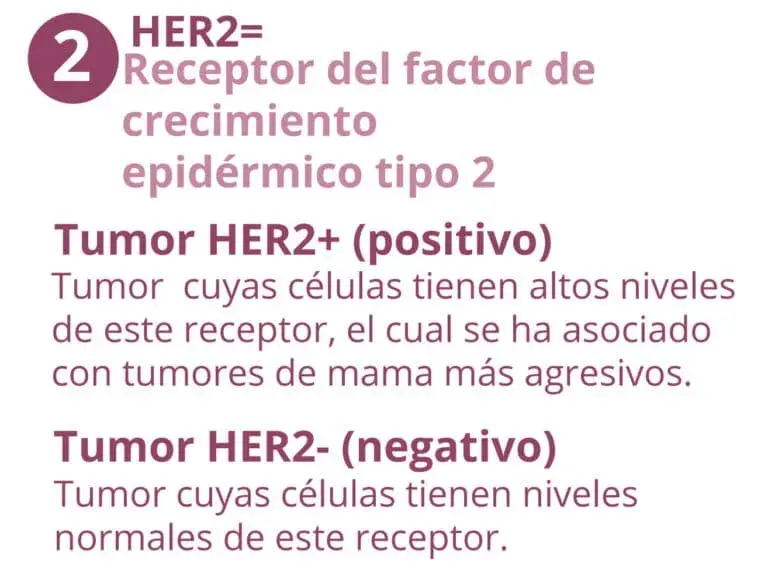 2
HER2=
Receptor del factor de
crecimiento
epidérmico tipo 2
Tumor HER2+ (positivo)
Tumor cuyas células tienen altos niveles
de este receptor, el cual se ha asociado
con tumores de mama más agresivos.
Tumor HER2- (negativo)
Tumor cuyas células tienen niveles
normales de este receptor.